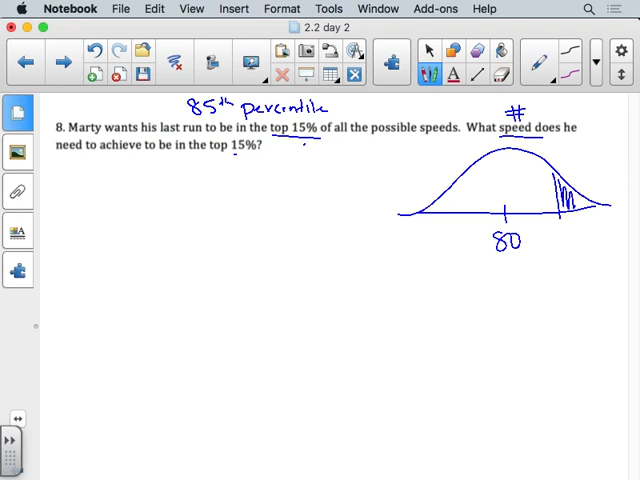 Notebook File Edit View Insert Format Window Add-ons Help
2.2 day 2
85th percentile
#
8. Marty wants his last run to be in the top 15% of all the possible speeds. What speed does he
need to achieve to be in the top 15%?
80